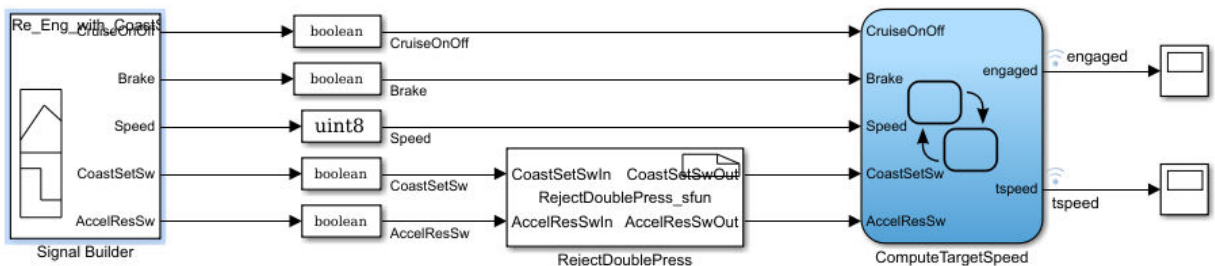 Re_Eng_with_CoastS
CruiseOnOff
boolean
CruiseOnOff
CruiseOnOff
Brake
boolean
Brake
Brake
engaged
engaged
Speed
uint8
Speed
Speed
CoastSetSw
boolean
CoastSetSw
CoastSetSwIn
CoastSetSwOut
CoastSetSw
RejectDoublePress_sfun
tspeed
tspeed
AccelResSw
boolean
AccelResSw
AccelResSwIn
AccelResSwOut
AccelResSw
Signal Builder
RejectDoublePress
ComputeTargetSpeed